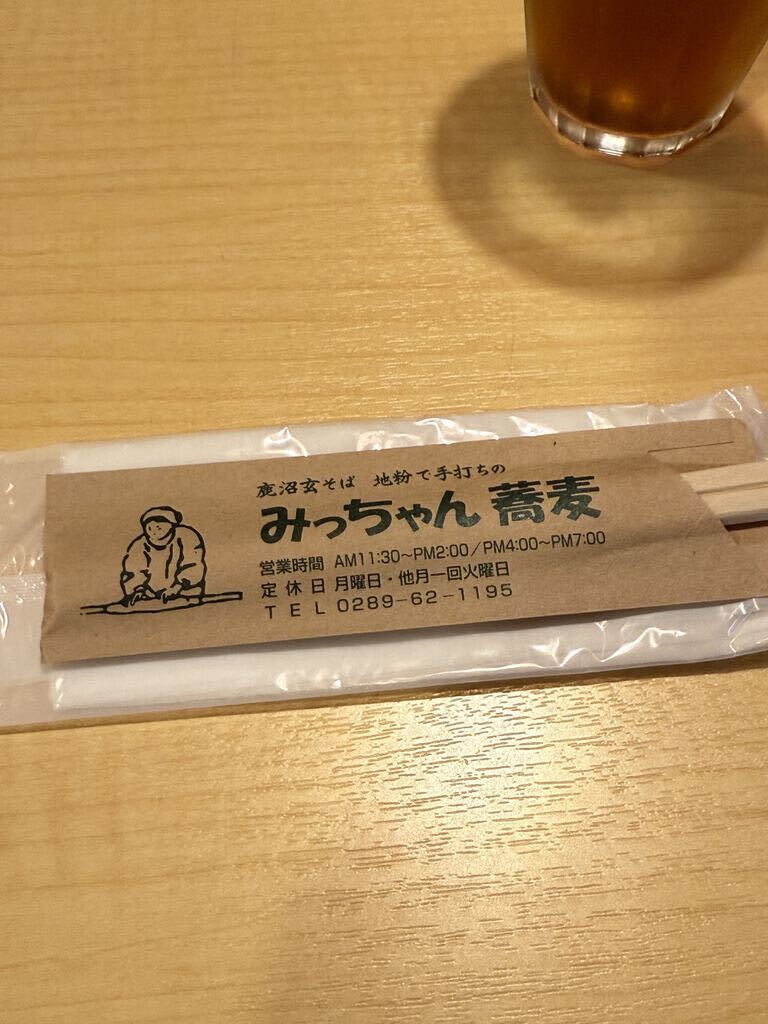 鹿沼玄そば 地粉で手打ちの
みっちゃん蕎麦
営業時間 AM11:30～PM2:00／PM4:00～PM7:00
定休日 月曜日・他月一回火曜日
TEL 0289-62-1195